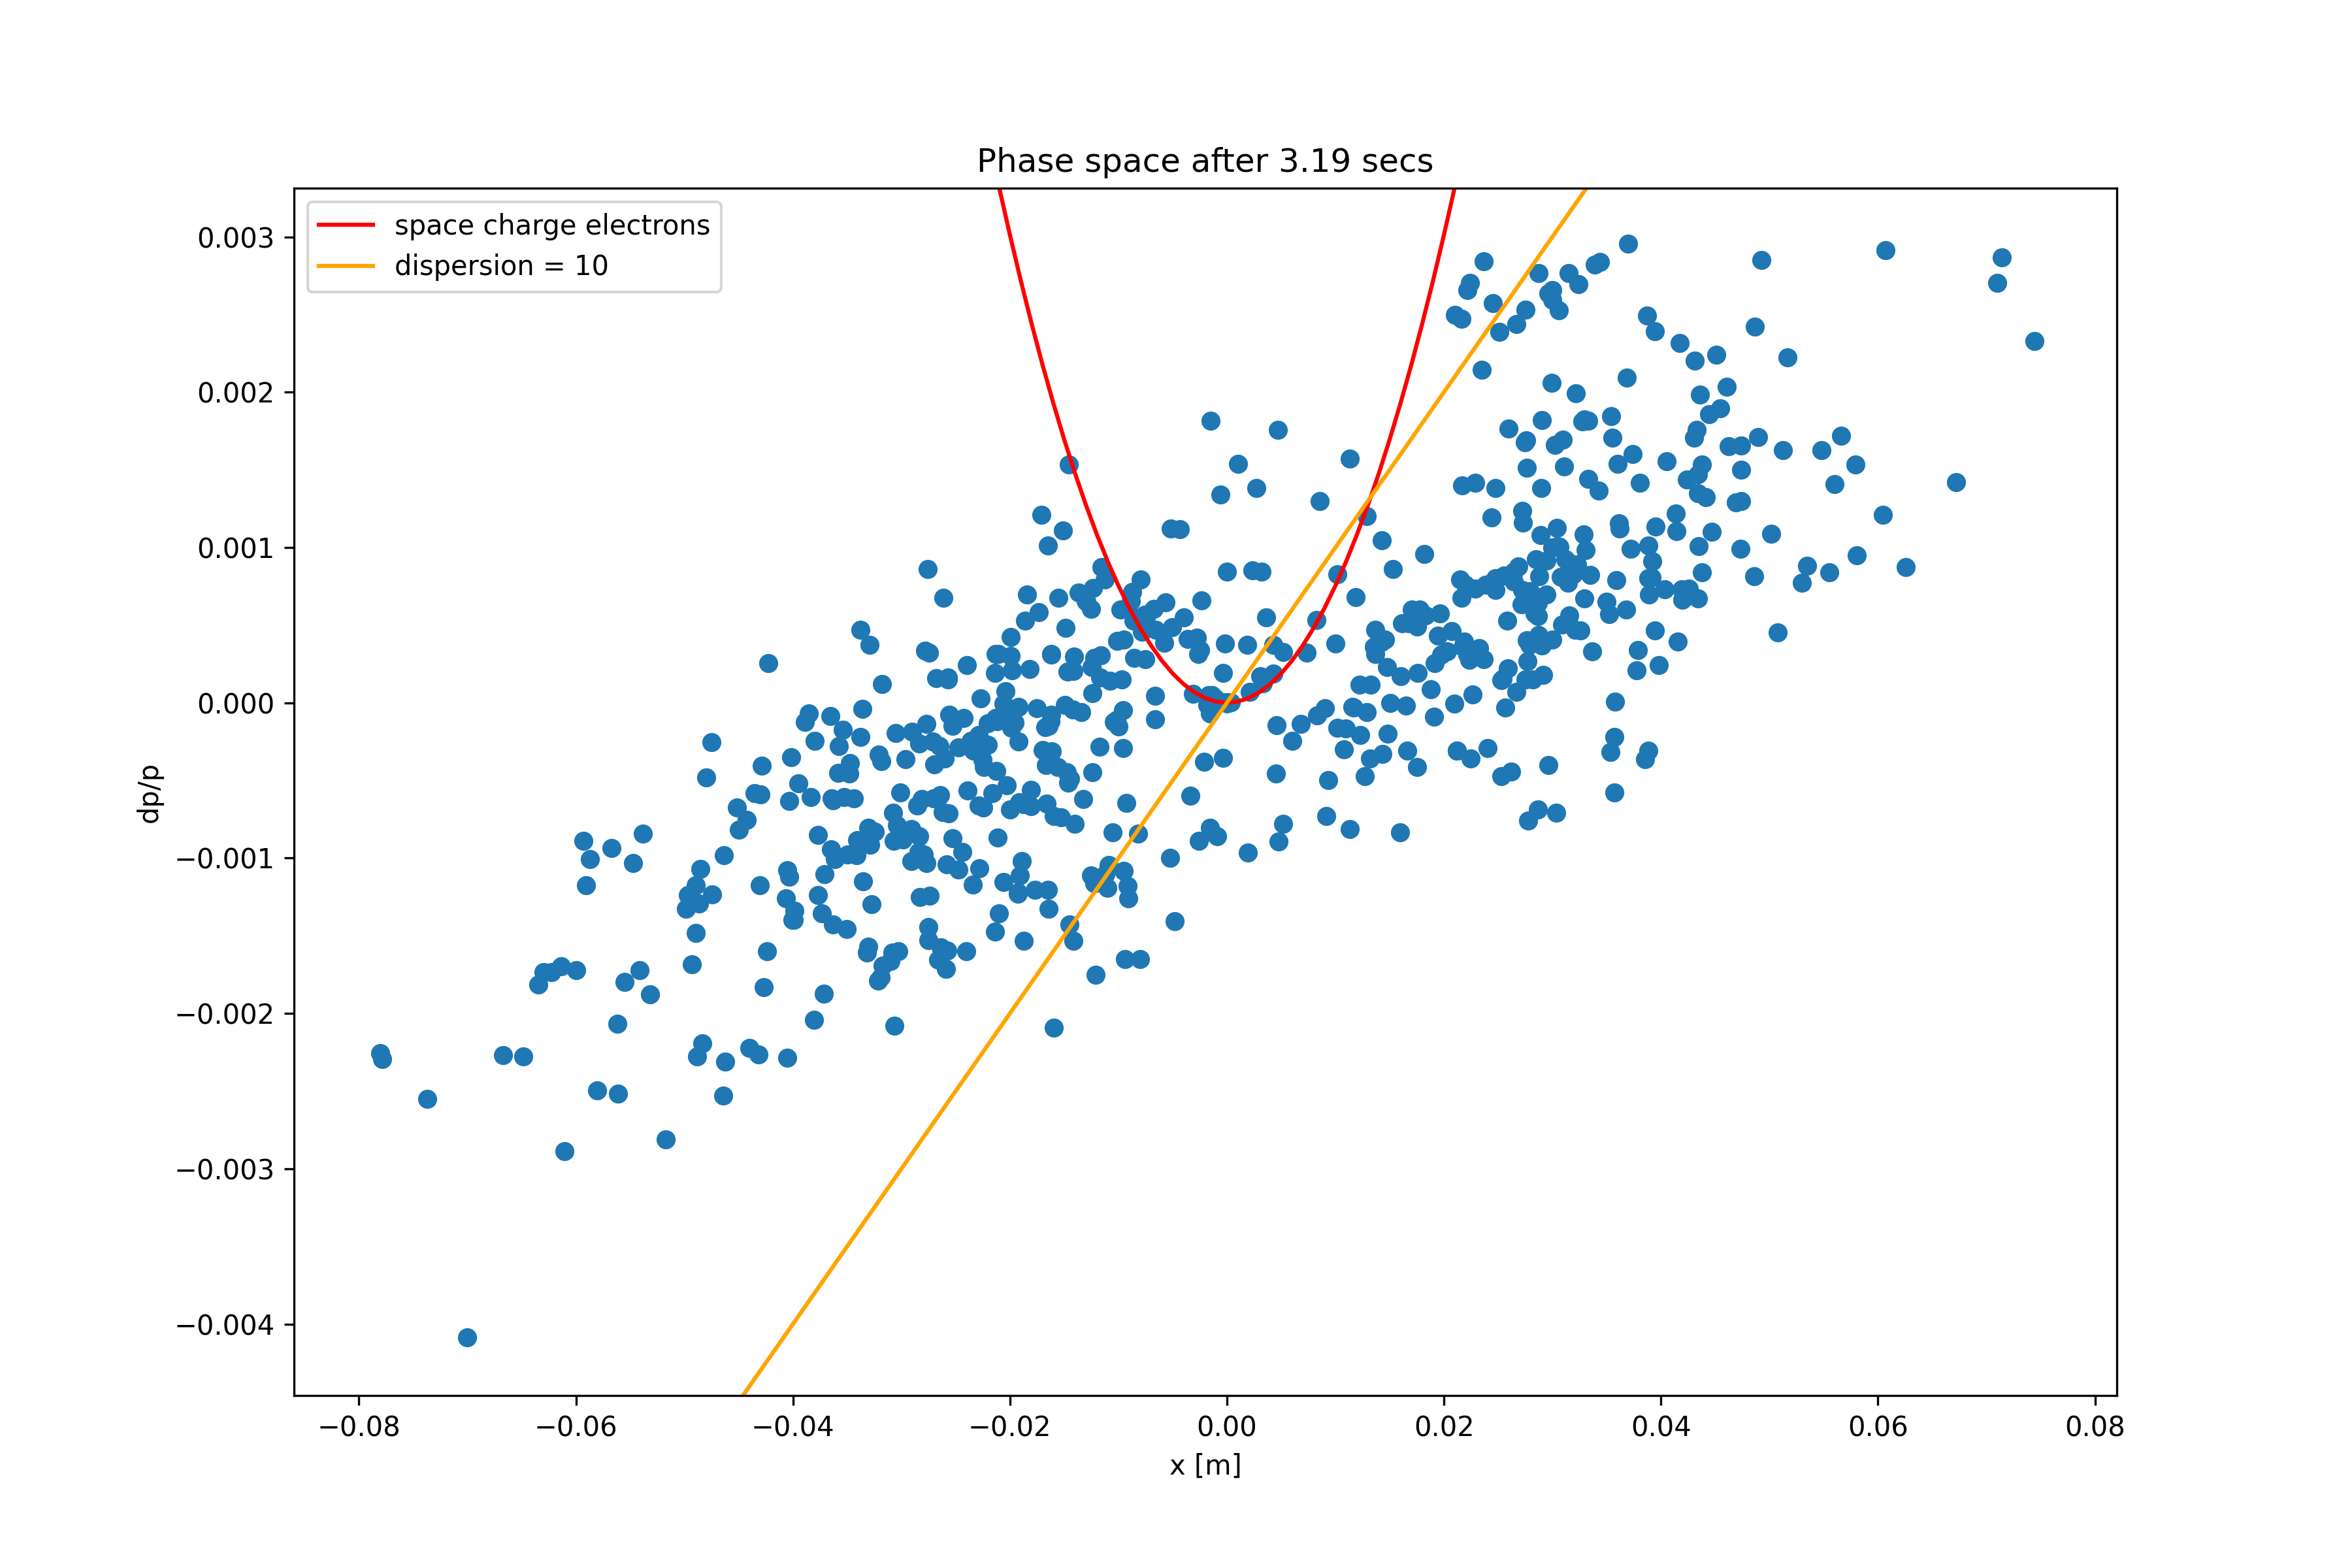 Phase space after 3.19 secs
space charge electrons
dispersion = 10
0.003
0.002
0.001
0.000
−0.001
−0.002
−0.003
−0.004
dp/p
−0.08 −0.06 −0.04 −0.02 0.00 0.02 0.04 0.06 0.08
x [m]